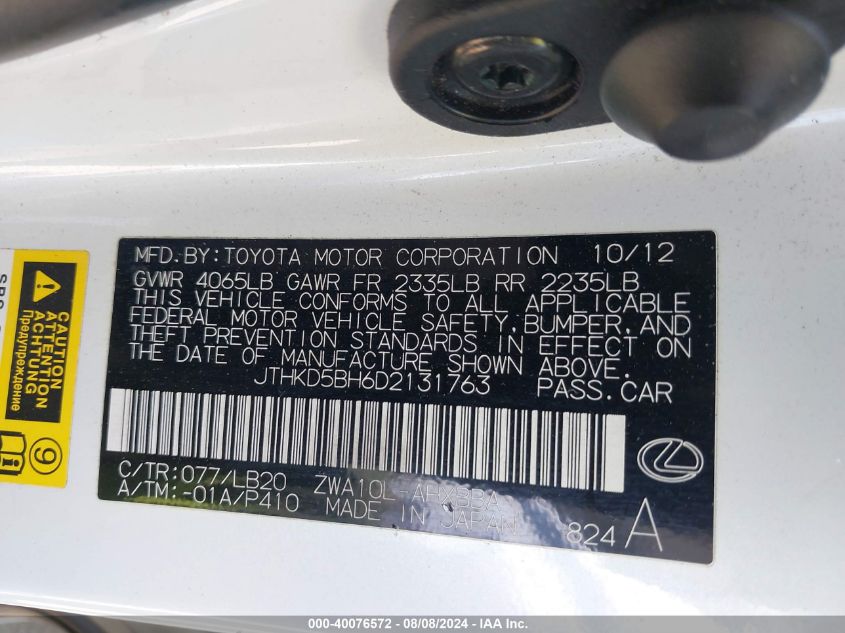 MFD.BY:TOYOTA MOTOR CORPORATION 10/12
GVWR 4065LB GAWR FR 2335LB RR 2235LB
THIS VEHICLE CONFORMS TO ALL APPLICABLE
FEDERAL MOTOR VEHICLE SAFETY, BUMPER, AND
THEFT PREVENTION STANDARDS IN EFFECT ON
THE DATE OF MANUFACTURE SHOWN ABOVE.
JTHKD5BH6D2131763 PASS.CAR
C/TR:077/LB20 ZWA10L-AHXBBA
A/TM:-01A/P410 MADE IN JAPAN
824 A
CAUTION
ATTENTION
ACHTUNG
Предупреждение
9
000-40076572 - 08/08/2024 - IAA Inc.